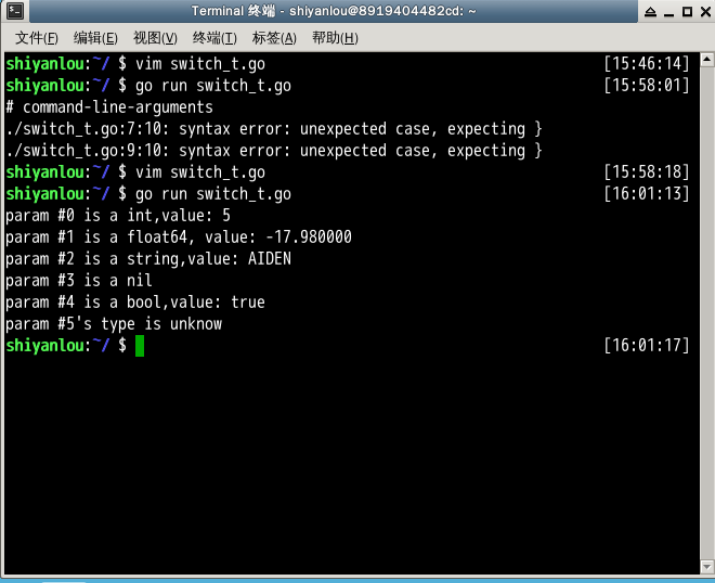 Terminal 终端 - shiyanlou@8919404482cd: ~
文件(F) 编辑(E) 视图(V) 终端(T) 标签(A) 帮助(H)
shiyanlou:~/ $ vim switch_t.go [15:46:14]
shiyanlou:~/ $ go run switch_t.go [15:58:01]
# command-line-arguments
./switch_t.go:7:10: syntax error: unexpected case, expecting }
./switch_t.go:9:10: syntax error: unexpected case, expecting }
shiyanlou:~/ $ vim switch_t.go [15:58:18]
shiyanlou:~/ $ go run switch_t.go [16:01:13]
param #0 is a int,value: 5
param #1 is a float64, value: -17.980000
param #2 is a string,value: AIDEN
param #3 is a nil
param #4 is a bool,value: true
param #5's type is unknow
shiyanlou:~/ $ [16:01:17]